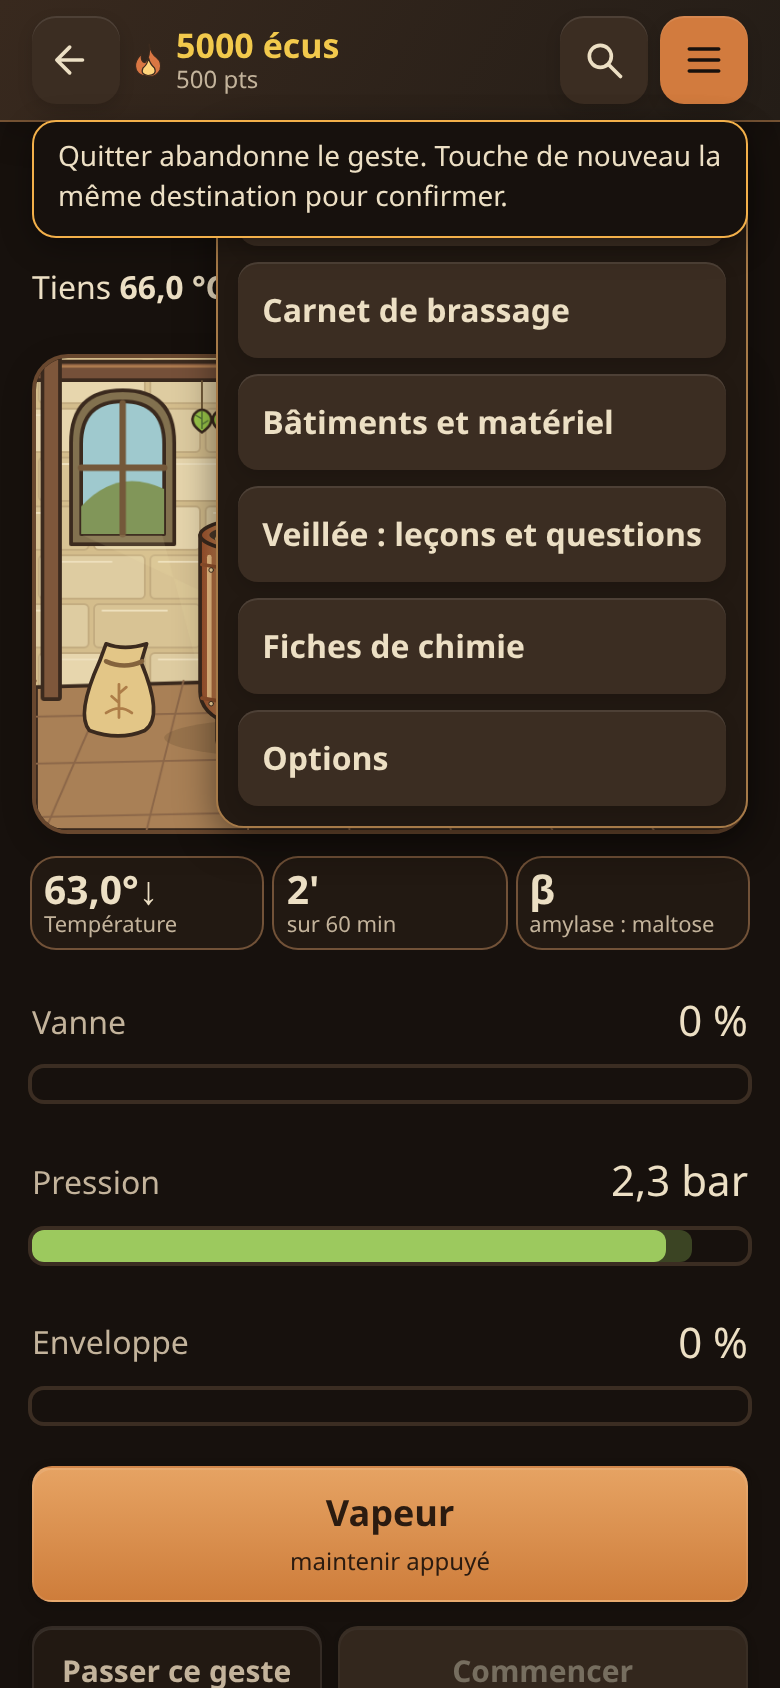 5000 écus
500 pts
Quitter abandonne le geste. Touche de nouveau la
même destination pour confirmer.
Tiens 66,0 °C
Carnet de brassage
Bâtiments et matériel
Veillée : leçons et questions
Fiches de chimie
Options
63,0°↓
Température
2'
sur 60 min
β
amylase : maltose
Vanne
0 %
Pression
2,3 bar
Enveloppe
0 %
Vapeur
maintenir appuyé
Passer ce geste
Commencer